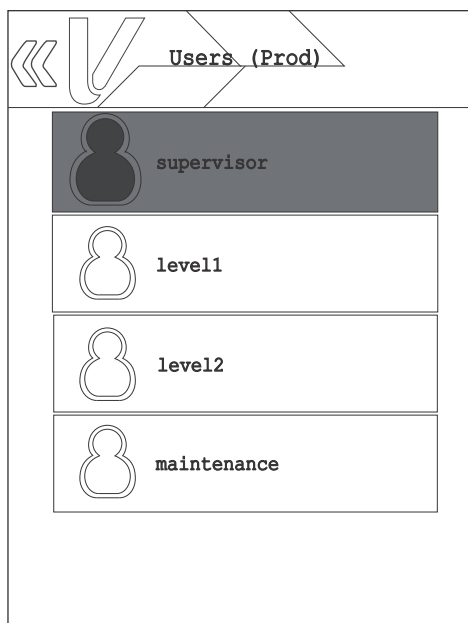 Users (Prod)
supervisor
level1
level2
maintenance